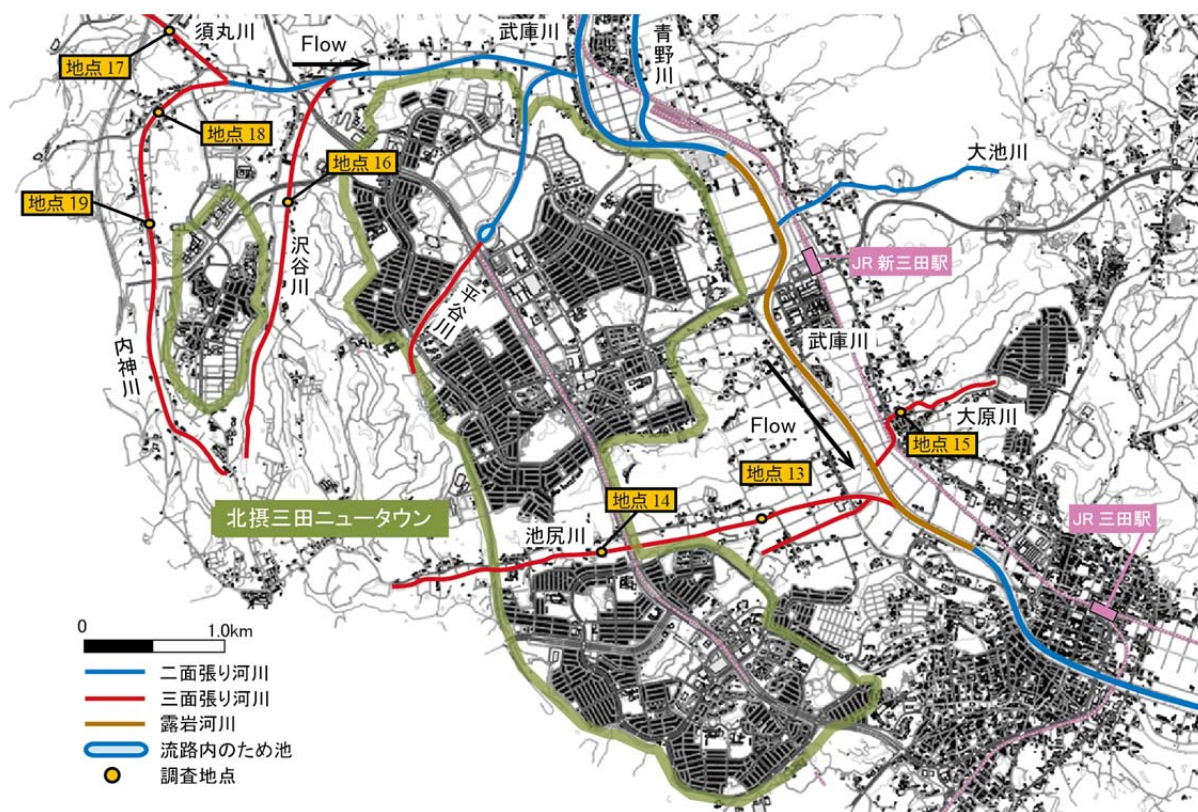 須丸川
Flow
武庫川
青野川
地点 17
地点 18
地点 16
大池川
地点 19
沢谷川
JR 新三田駅
平谷川
内神川
武庫川
Flow
大原川
地点 15
地点 13
地点 14
北摂三田ニュータウン
池尻川
JR 三田駅
0
1.0km
二面張り河川
三面張り河川
露岩河川
流路内のため池
調査地点